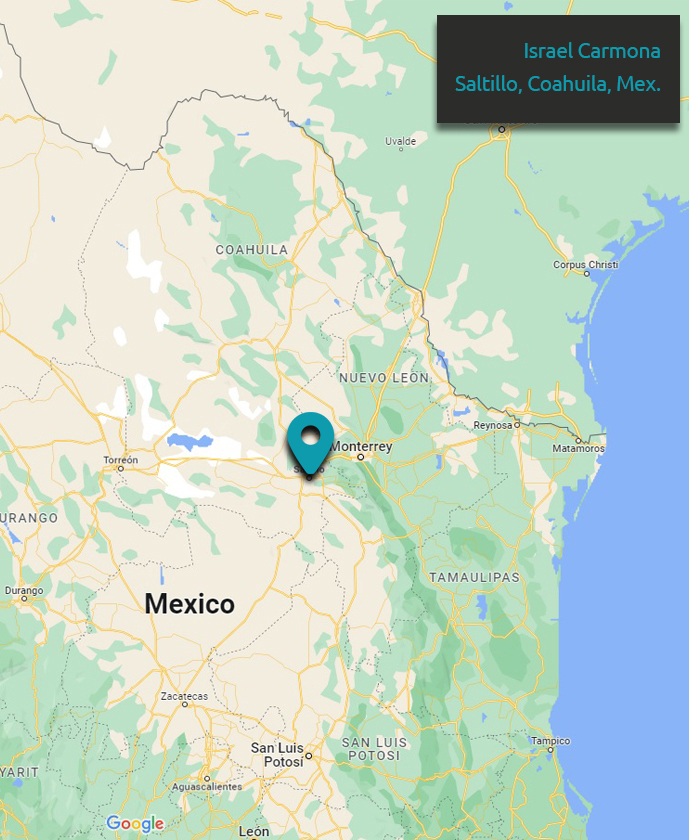 Israel Carmona
Saltillo, Coahuila, Mex.
Uvalde
COAHUILA
Corpus Christi
NUEVO LEON
Reynosa
Matamoros
Monterrey
Torreón
URANGO
TAMAULIPAS
Durango
Mexico
Zacatecas
San Luis
Potosí
SAN LUIS
POTOSI
Tampico
YARIT
Aguascalientes
Google
León